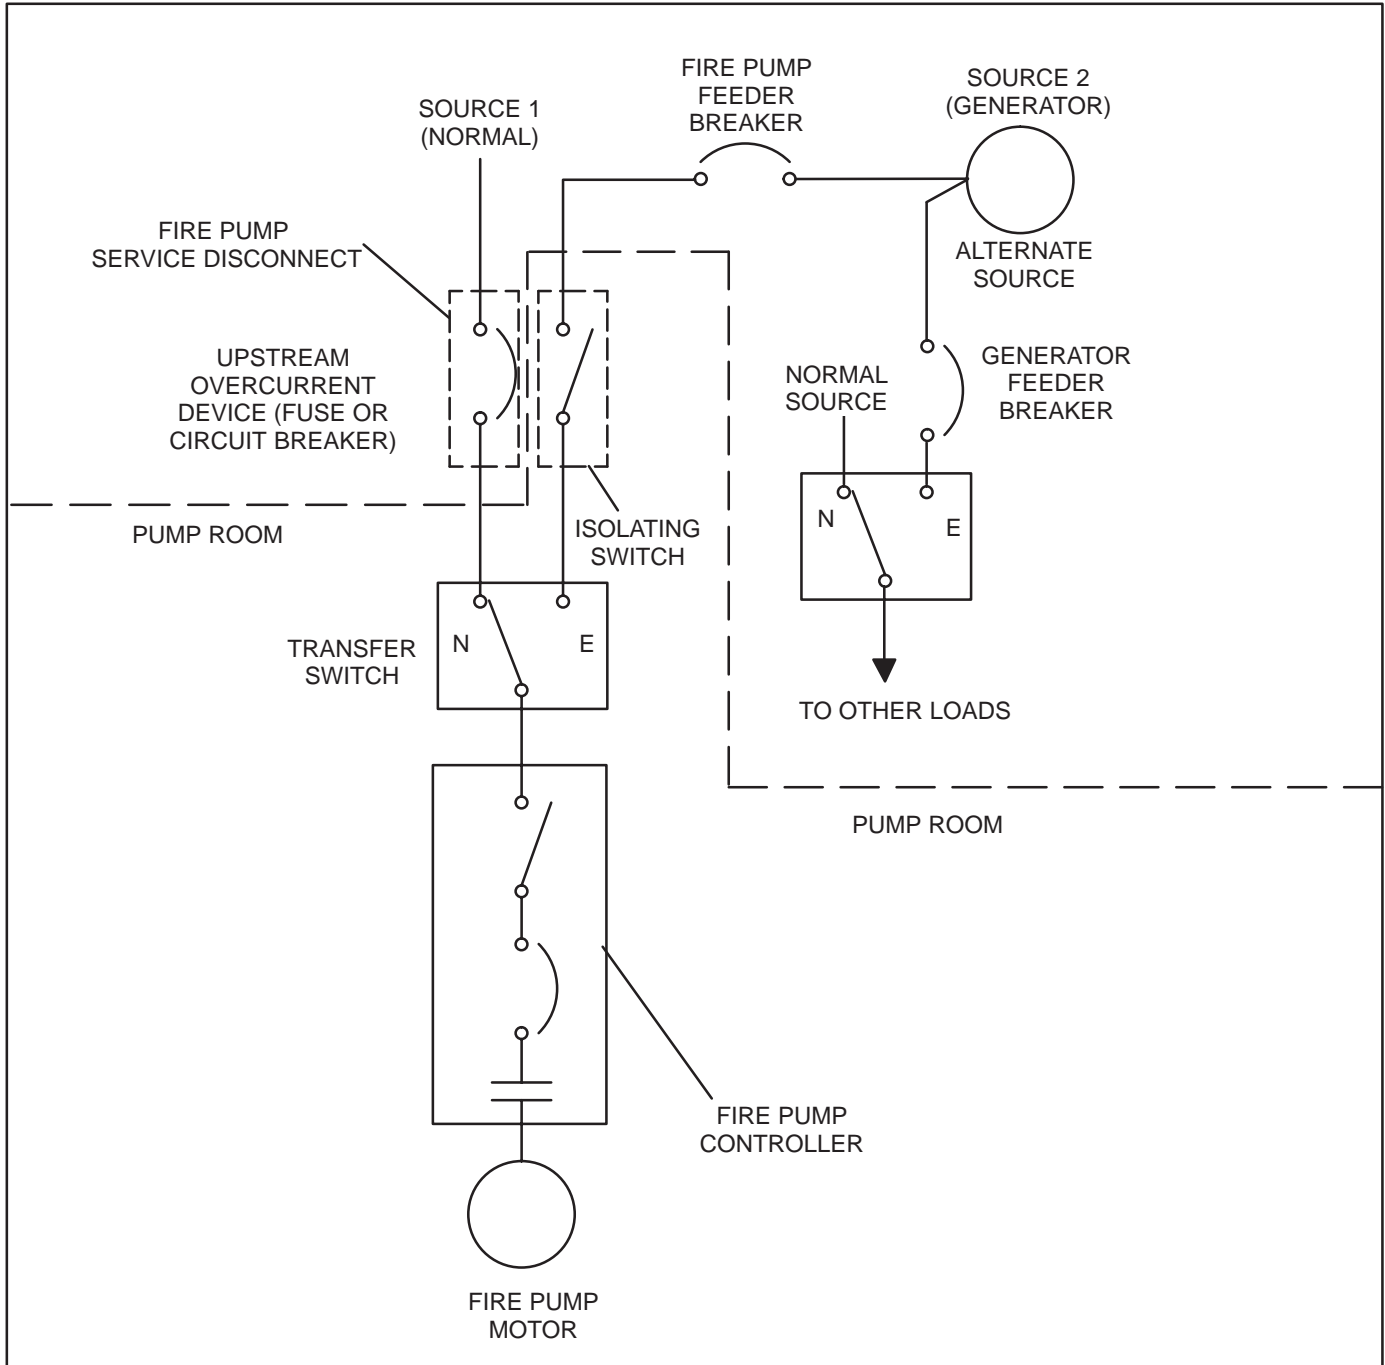 FIRE PUMP
FEEDER
BREAKER
SOURCE 2
(GENERATOR)
SOURCE 1
(NORMAL)
FIRE PUMP
SERVICE DISCONNECT
ALTERNATE
SOURCE
UPSTREAM
OVERCURRENT
DEVICE (FUSE OR
CIRCUIT BREAKER)
NORMAL
SOURCE
GENERATOR
FEEDER
BREAKER
PUMP ROOM
ISOLATING
SWITCH
N
E
TRANSFER
SWITCH
N
E
TO OTHER LOADS
PUMP ROOM
FIRE PUMP
CONTROLLER
FIRE PUMP
MOTOR